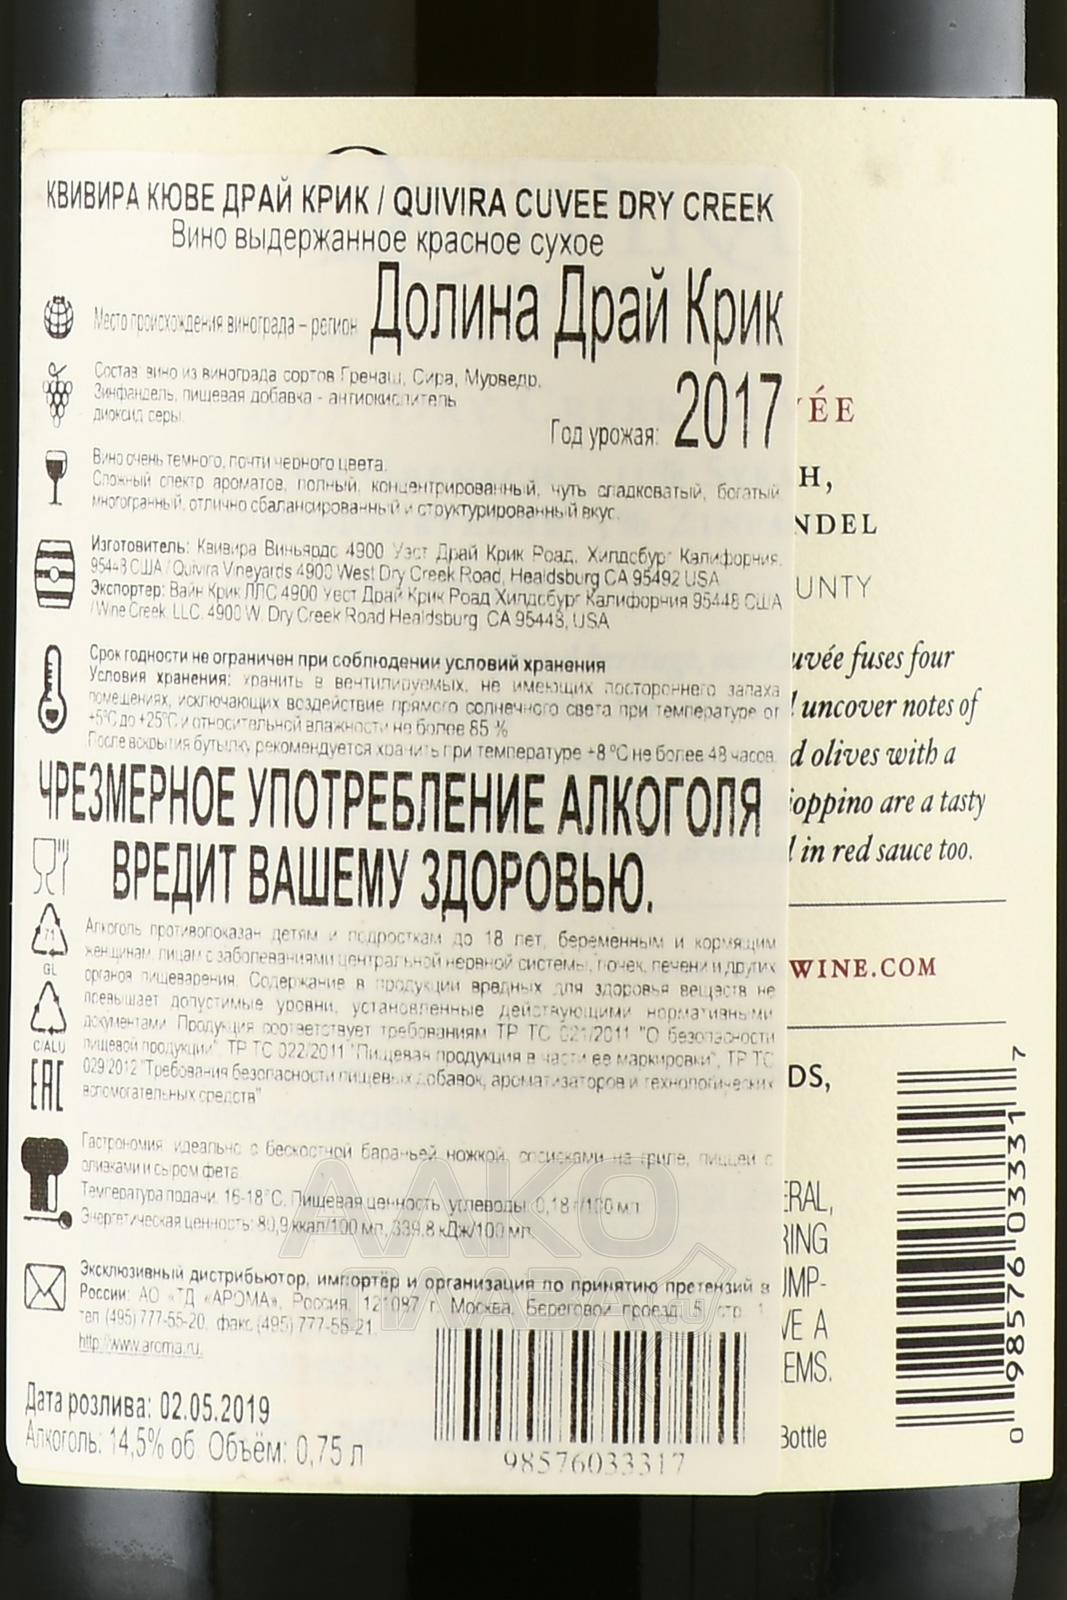 КВИВИРА КЮВЕ ДРАЙ КРИК / QUIVIRA CUVEE DRY CREEK
Вино выдержанное красное сухое
Место происхождения винограда – регион Долина Драй Крик
Состав: вино из виноград сортов Гренаш, Сира, Мурведр,
Зинфандель, пищевая добавка - антиокислитель
диоксид серы.
Год урожая: 2017
Вино очень темного, почти черного цвета.
Сложный спектр ароматов, полный, концентрированный, чуть сладковатый, богатый
многогранный, отлично сбалансированный и структурированный вкус.
Изготовитель: Квивира Виньярдс 4900 Уэст Драй Крик Роад, Хилдсбург Калифорния,
95448 США / Quivira Vineyards 4900 West Dry Creek Road, Healdsburg CA 95492 USA
Экспортер: Вайн Крик ЛЛС 4900 Уест Драй Крик Роад Хилдсбург Калифорния 95448 США
/ Wine Creek, LLC, 4900 W. Dry Creek Road Healdsburg, CA 95448, USA
Срок годности не ограничен при соблюдении условий хранения
Условия хранения: хранить в вентилируемых, не имеющих постороннего запаха
помещениях, исключающих воздействие прямого солнечного света при температуре от
+5°C до +25°C и относительной влажности не более 85 %
После вскрытия бутылку рекомендуется хранить при температуре +8 °C не более 48 часов.
ЧРЕЗМЕРНОЕ УПОТРЕБЛЕНИЕ АЛКОГОЛЯ
ВРЕДИТ ВАШЕМУ ЗДОРОВЬЮ.
Алкоголь противопоказан детям и подросткам до 18 лет, беременным и кормящим
женщинам, лицам с заболеваниями центральной нервной системы, почек, печени и других
органов пищеварения. Содержание в продукции вредных для здоровья веществ не
превышает допустимые уровни, установленные действующими нормативными
документами. Продукция соответствует требованиям ТР ТС 021/2011 "О безопасности
пищевой продукции", ТР ТС 022/2011 "Пищевая продукция в части ее маркировки", ТР ТС
029/2012 "Требования безопасности пищевых добавок, ароматизаторов и технологических
вспомогательных средств"
71
GL
C/ALU
EAC
Гастрономия: идеально с бескостной бараньей ножкой, сосисками на гриле, пиццей с
оливками и сыром фета.
Температура подачи: 16-18°C. Пищевая ценность: углеводы: 0,18 г/100 мл
Энергетическая ценность: 80,9 ккал/100 мл, 339,8 кДж/100 мл.
Эксклюзивный дистрибьютор, импортёр и организация по принятию претензий в
России: АО «ТД «АРОМА», Россия, 121087 г. Москва, Береговой проезд, 5, стр. 1
тел. (495) 777-55-20, факс (495) 777-55-21
http://www.aroma.ru
Дата розлива: 02.05.2019
Алкоголь: 14,5% об. Объём: 0,75 л
98576033317
ААКО
ГЛАВА.RU
VÉE
H,
NDEL
UNTY
uvée fuses four
uncover notes of
d olives with a
ioppino are a tasty
in red sauce too.
WINE.COM
DS,
ERAL,
RING
UMP-
VE A
EMS.
Bottle
0 98576 03331 7